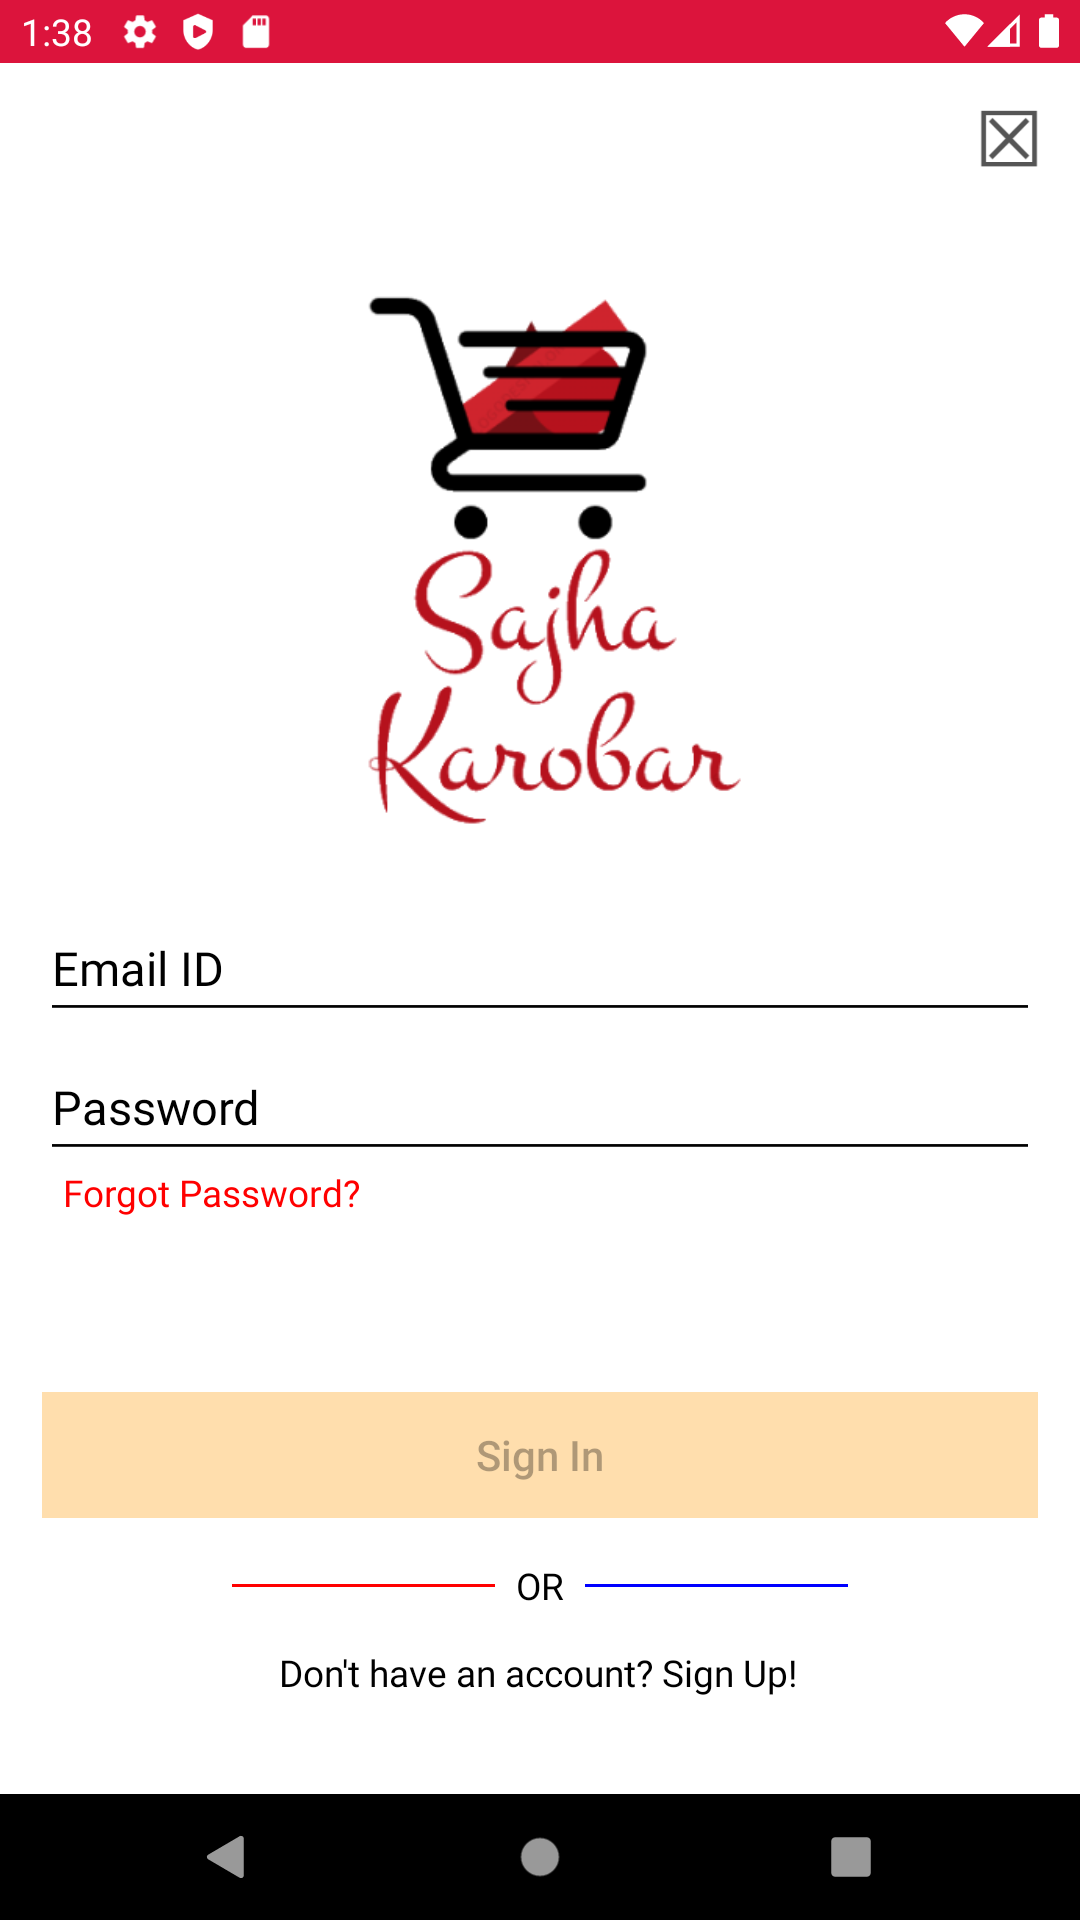 1:38
Sajha
Karobar
Email ID
Password
Forgot Password?
Sign In
OR
Don't have an account? Sign Up!